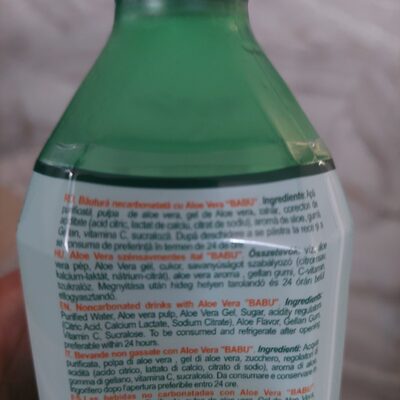 RO. Băutură necarbonatată cu Aloe Vera "BABU". Ingrediente: Apă
purificată, pulpa de aloe vera, gel de Aloe Vera, zahăr, corector de
aciditate (acid citric, lactat de calciu, citrat de sodiu), aromă de aloe, gumă
Gellan, vitamina C, sucraloză. După deschidere a se păstra la rece și a
se consuma de preferință în termen de 24 de ore.
HU. Aloe Vera szénsavmentes ital "BABU". Összetevők: víz, aloe
vera pép, Aloe Vera gél, cukor, savanyúságot szabályozó (citromsav,
kalcium-laktát, nátrium-citrát), aloe vera aroma, gellan gumi, C-vitamin,
szukralóz. Megnyitása után hideg helyen tárolandó és 24 órán belül
elfogyasztandó.
EN. Noncarbonated drinks with Aloe Vera "BABU". Ingredients:
Purified Water, Aloe vera pulp, Aloe Vera Gel, Sugar, acidity regulators
(Citric Acid, Calcium Lactate, Sodium Citrate), Aloe Flavor, Gellan Gum,
Vitamin C, Sucralose. To be consumed and refrigerate after opening
preferable within 24 hours.
IT. Bevande non gassate con Aloe Vera "BABU". Ingredienti: Acqua
purificata, polpa di aloe vera, gel di aloe vera, zucchero, regolatori di
acidità (acido citrico, lattato di calcio, citrato di sodio), aroma di aloe,
gomma di gellano, vitamina C, sucralosio. Da consumare e conservare in
frigorifero dopo l'apertura preferible entro 24 ore.
ES. Las bebidas no carbonatadas con Aloe Vera "BABU".